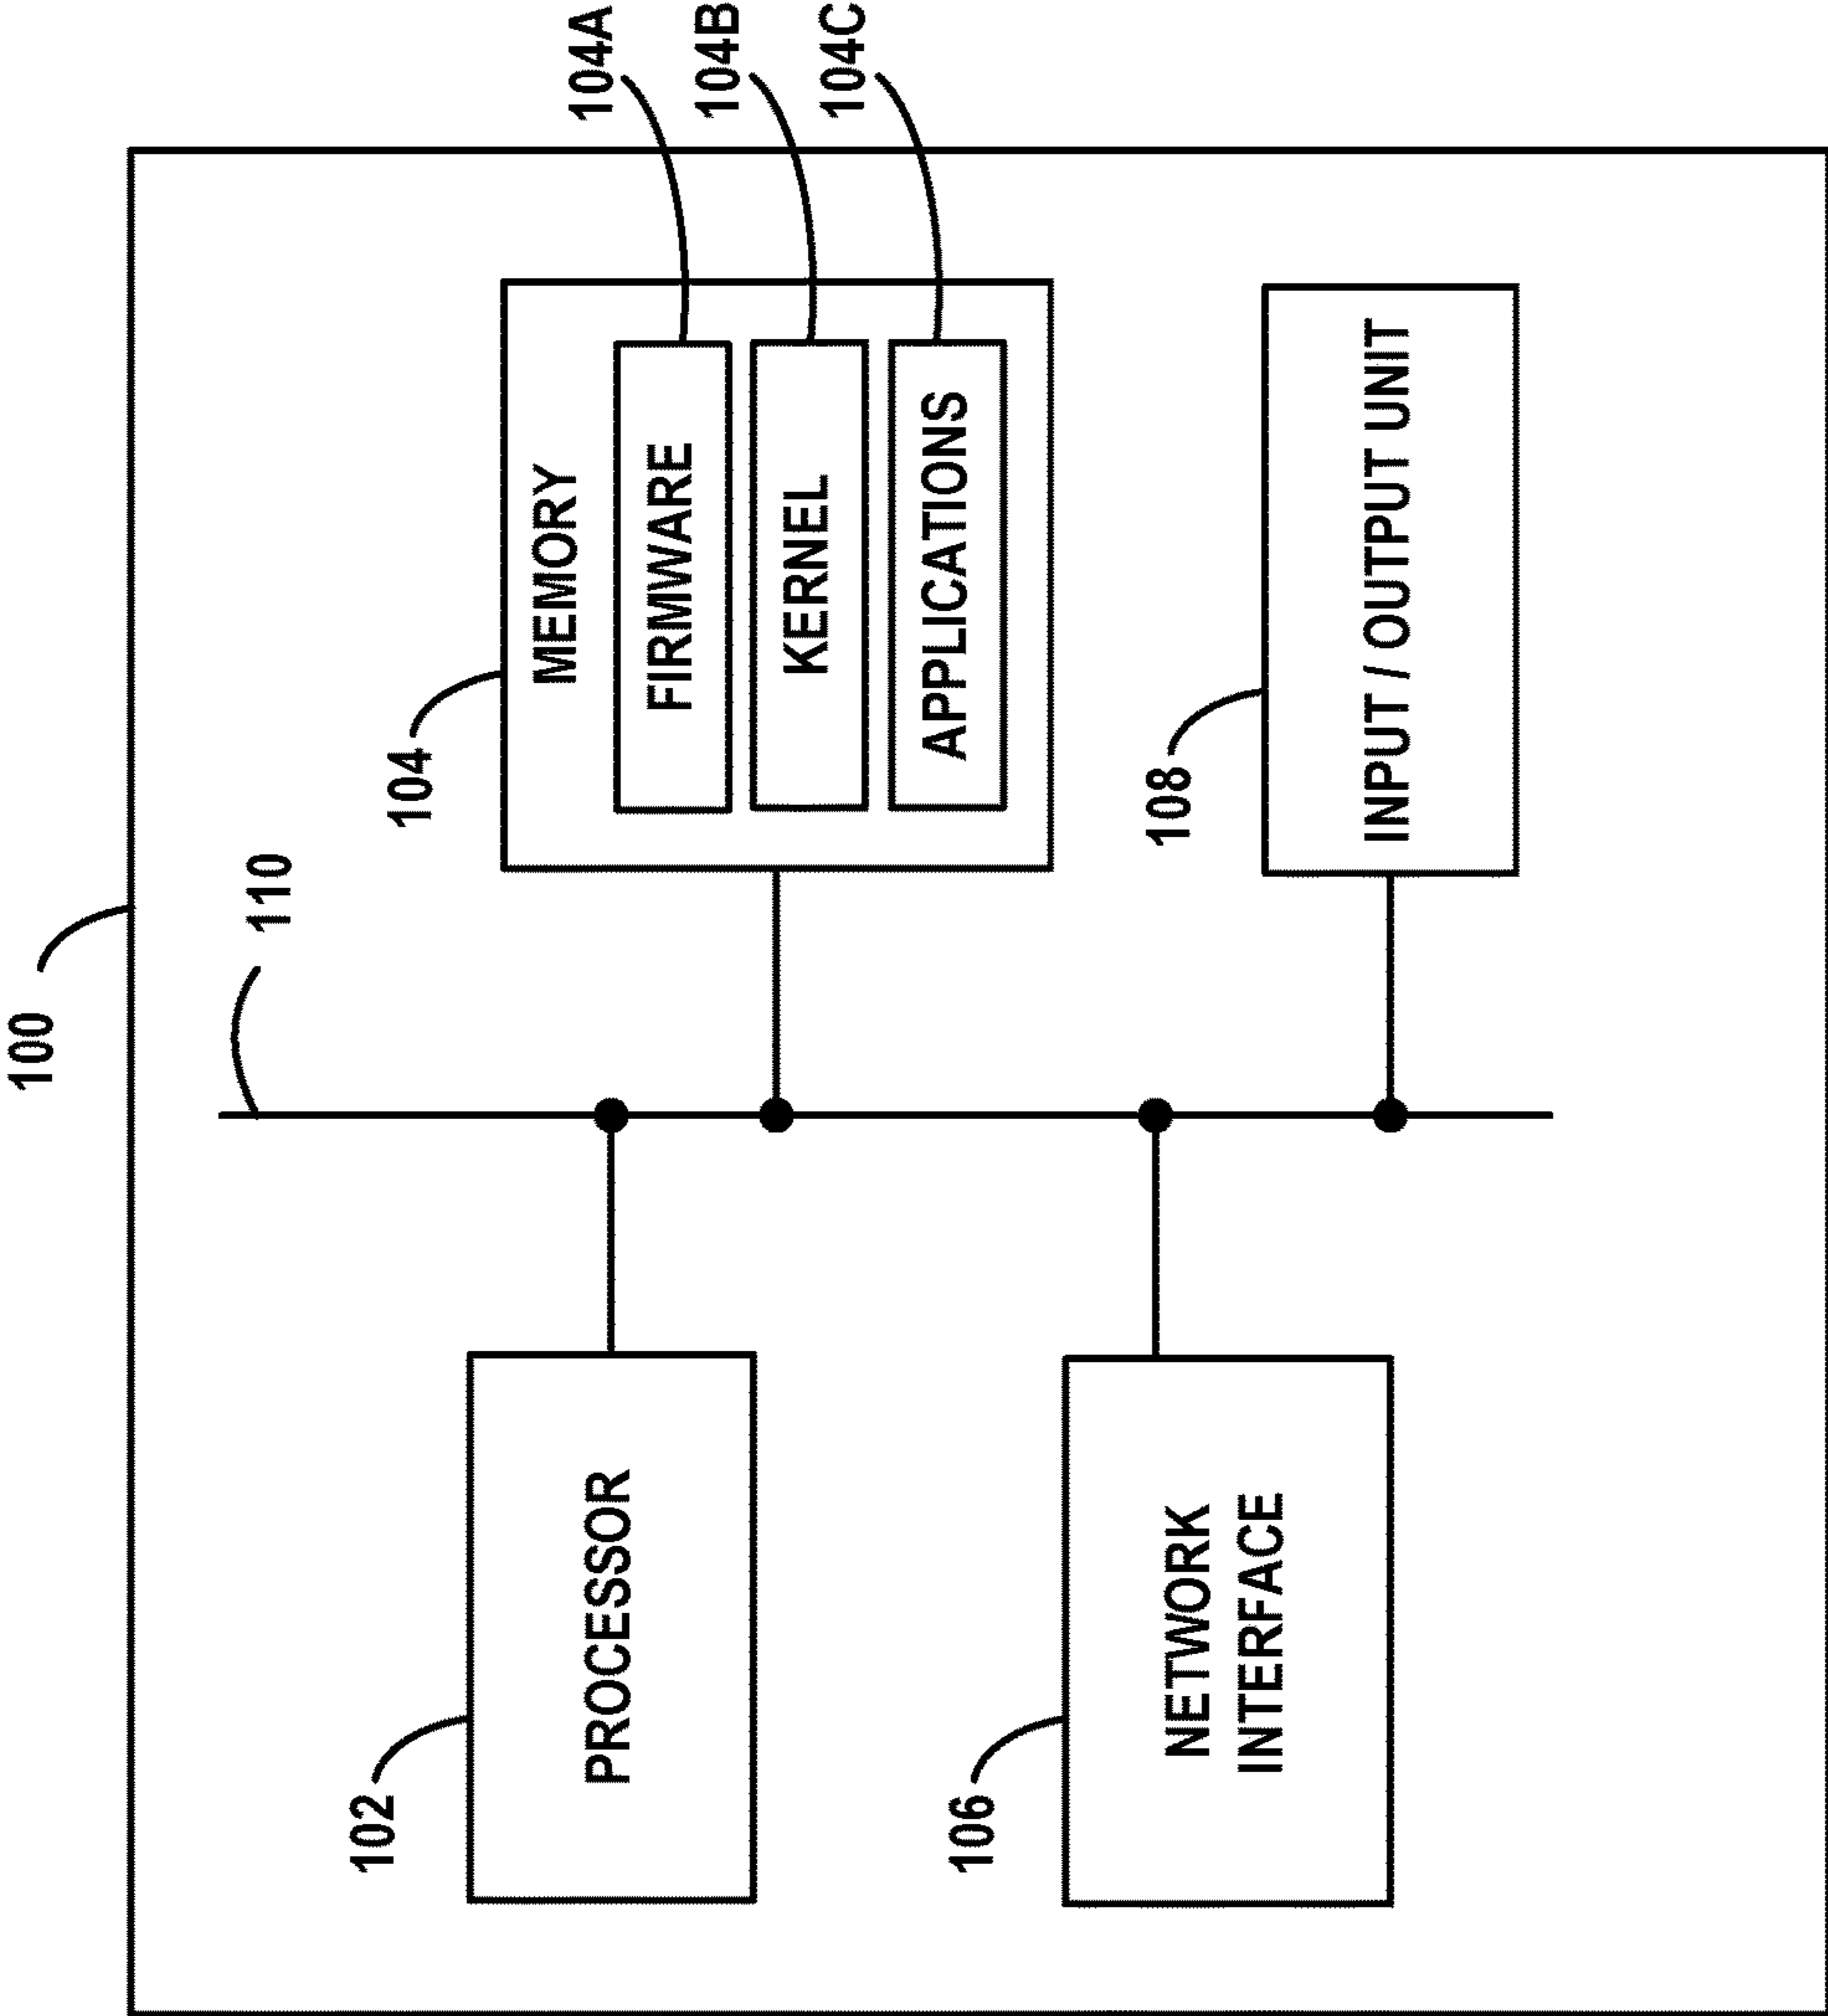 100
110
102
PROCESSOR
104
MEMORY
FIRMWARE
104A
KERNEL
104B
APPLICATIONS
104C
106
NETWORK
INTERFACE
108
INPUT / OUTPUT UNIT